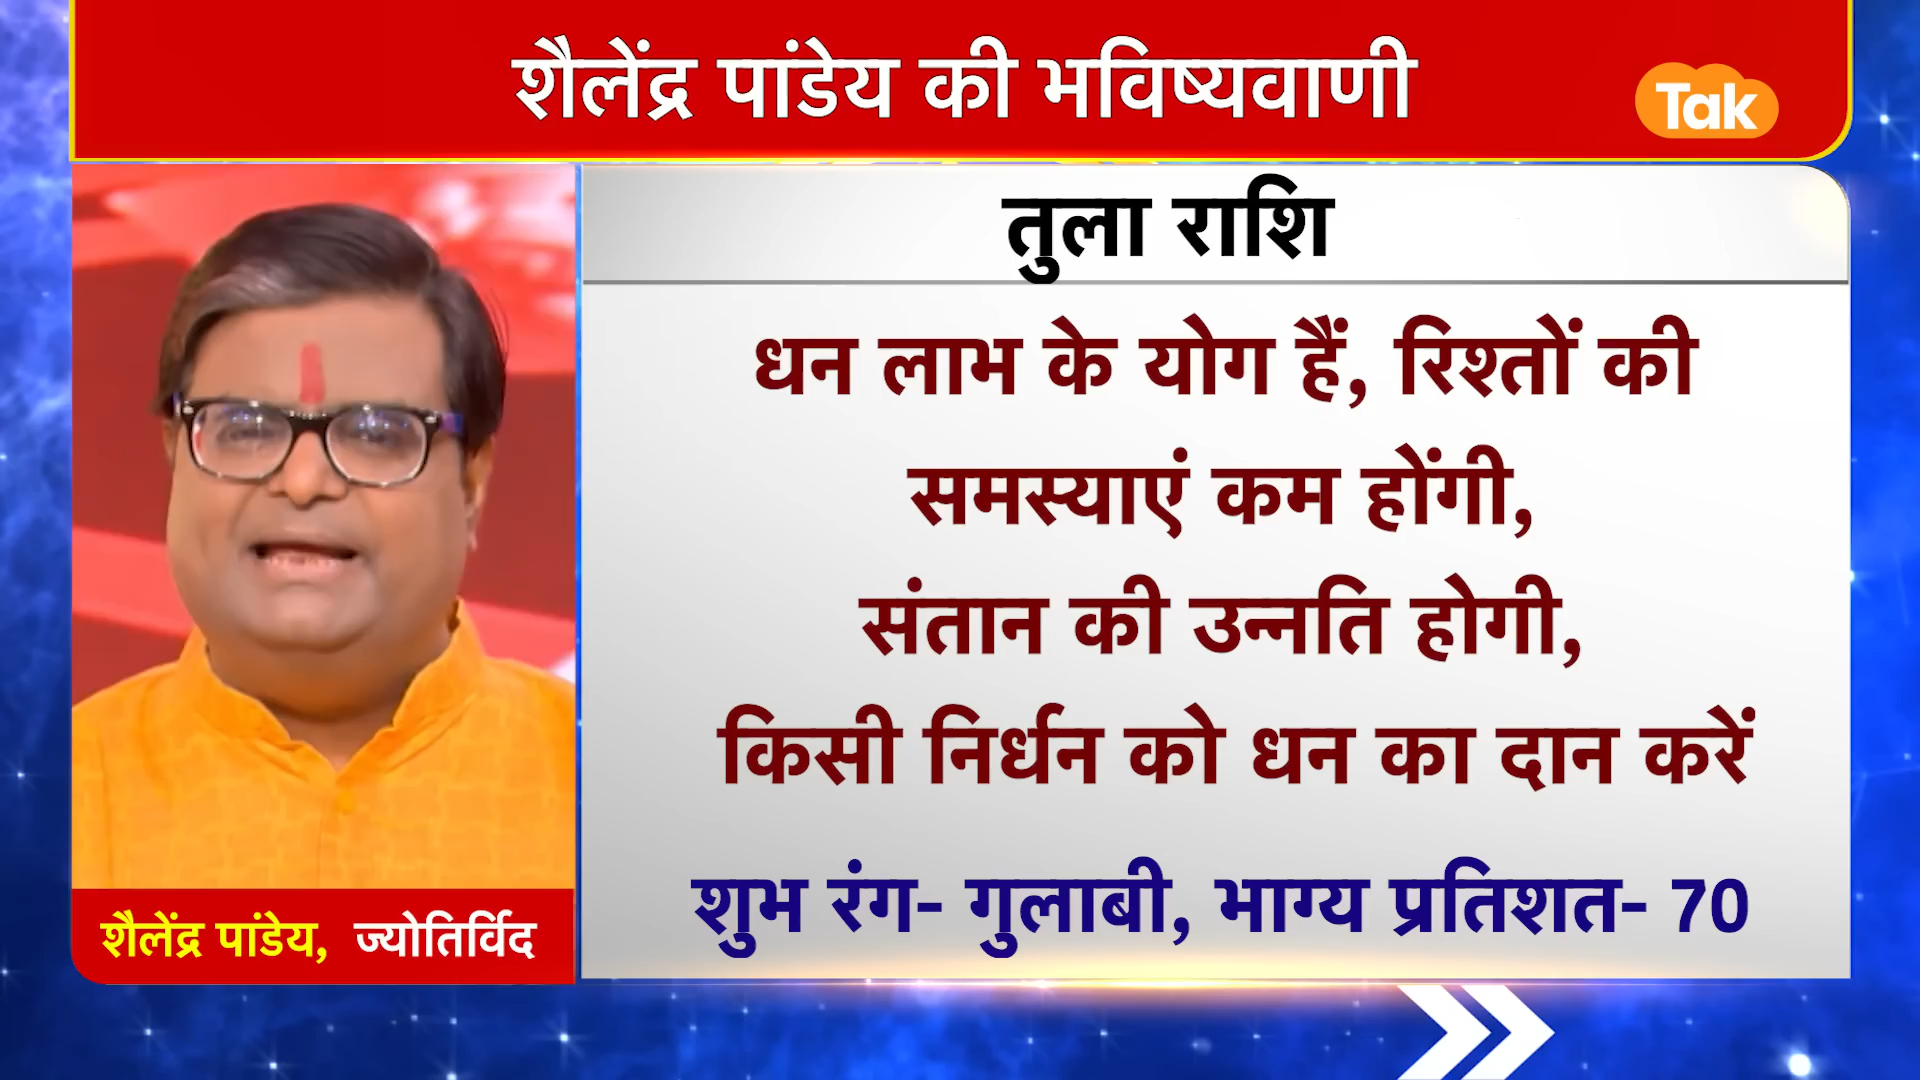 शैलेंद्र पांडेय की भविष्यवाणी
Tak
तुला राशि
धन लाभ के योग हैं, रिश्तों की
समस्याएं कम होंगी,
संतान की उन्नति होगी,
किसी निर्धन को धन का दान करें
शुभ रंग- गुलाबी, भाग्य प्रतिशत- 70
शैलेंद्र पांडेय, ज्योतिर्विद